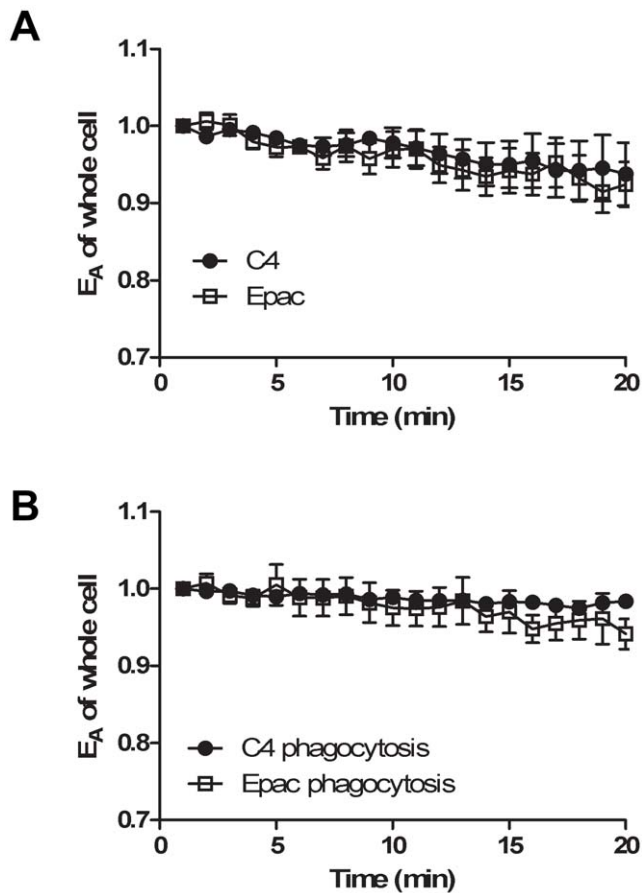 A
1.1
1.0
0.9
0.8
0.7
E_A of whole cell
C4
Epac
0 5 10 15 20
Time (min)
B
1.1
1.0
0.9
0.8
0.7
E_A of whole cell
C4 phagocytosis
Epac phagocytosis
0 5 10 15 20
Time (min)